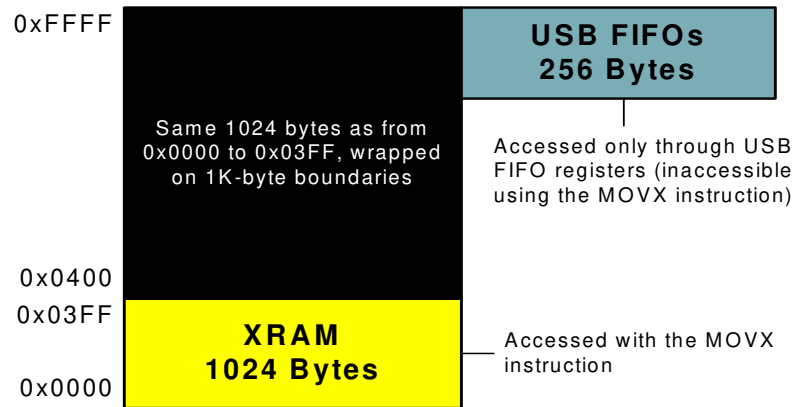 0xFFFF
USB FIFOs
256 Bytes
Same 1024 bytes as from
0x0000 to 0x03FF, wrapped
on 1K-byte boundaries
Accessed only through USB
FIFO registers (inaccessible
using the MOVX instruction)
0x0400
0x03FF
XRAM
1024 Bytes
Accessed with the MOVX
instruction
0x0000